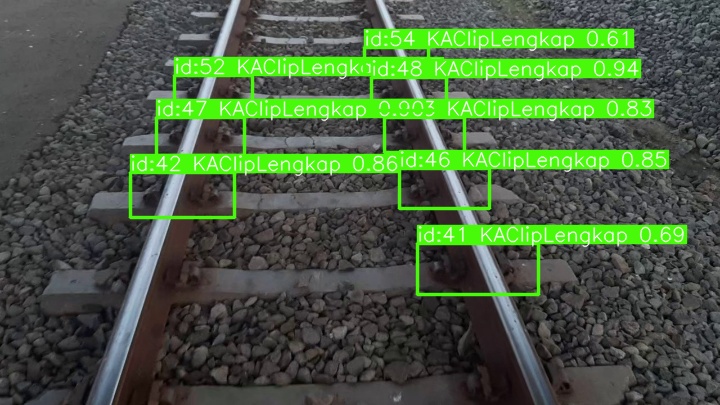 id:54 KAClipLengkap 0.61
id:52 KAClipLengka
id:48 KAClipLengkap 0.94
id:47 KAClipLengkap
KAClipLengkap 0.83
id:42 KAClipLengkap 0.86
id:46 KAClipLengkap 0.85
id:41 KAClipLengkap 0.69